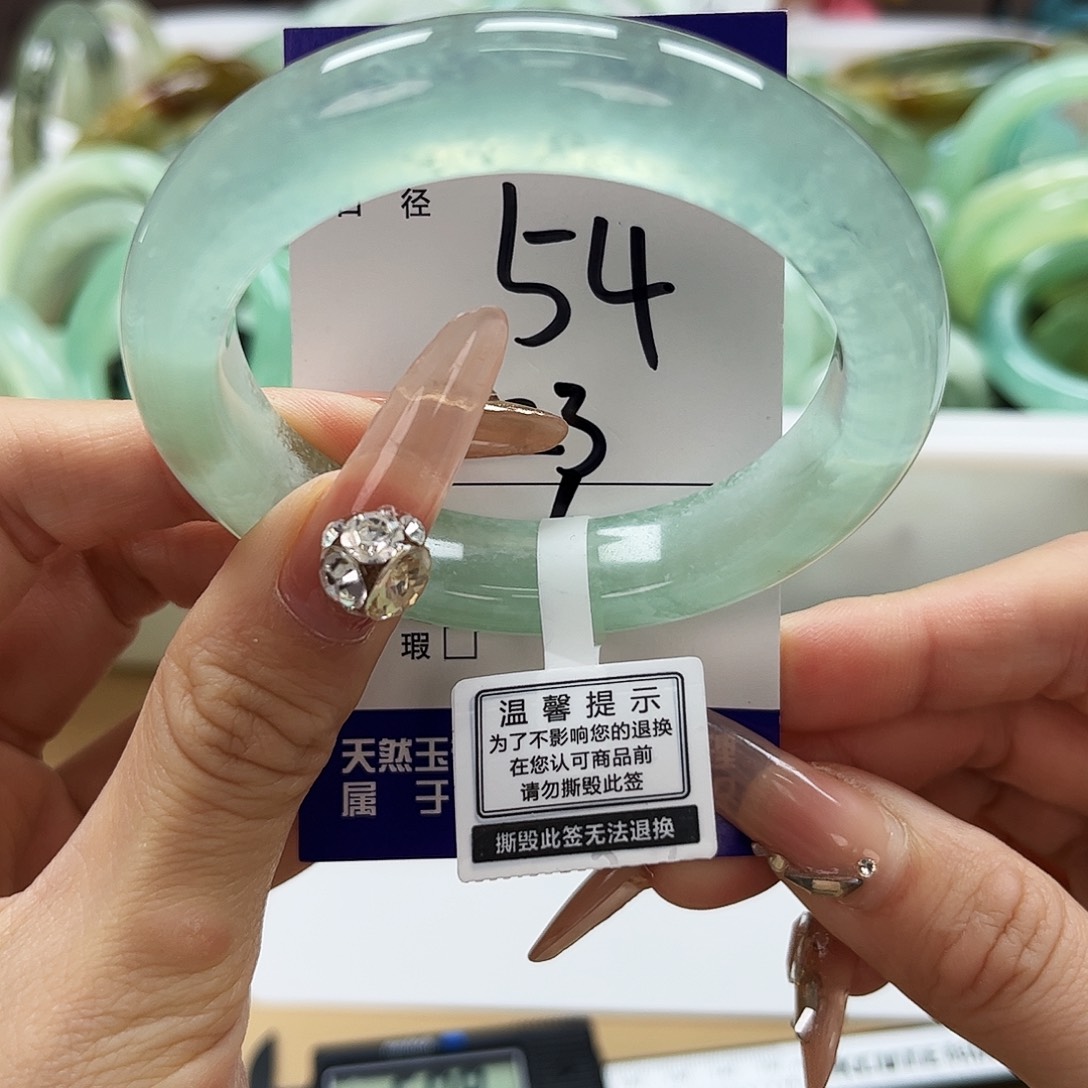 口 径
54
3
瑕 □
天然玉
属 于
温馨提示
为了不影响您的退换
在您认可商品前
请勿撕毁此签
撕毁此签无法退换